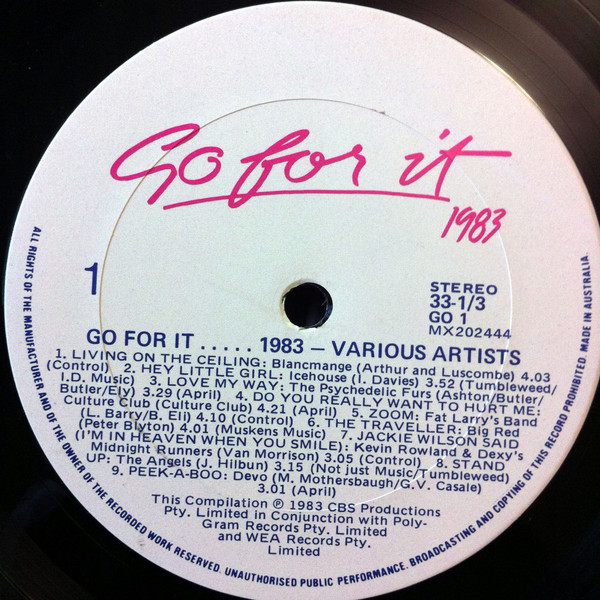 Go for it
1983
1
STEREO
33-1/3
GO 1
MX202444
GO FOR IT ..... 1983 — VARIOUS ARTISTS
1. LIVING ON THE CEILING: Blancmange (Arthur and Luscombe) 4.03
(Control) 2. HEY LITTLE GIRL: Icehouse (I. Davies) 3.52 (Tumbleweed/
I.D. Music) 3. LOVE MY WAY: The Psychedelic Furs (Ashton/Butler/
Butler/Ely) 3.29 (April) 4. DO YOU REALLY WANT TO HURT ME:
Culture Club (Culture Club) 4.21 (April) 5. ZOOM: Fat Larry's Band
(L. Barry/B. Eli) 4.10 (Control) 6. THE TRAVELLER: Big Red
(Peter Blyton) 4.01 (Muskens Music) 7. JACKIE WILSON SAID
(I'M IN HEAVEN WHEN YOU SMILE): Kevin Rowland & Dexy's
Midnight Runners (Van Morrison) 3.05 (Control) 8. STAND
UP: The Angels (J. Hilbun) 3.15 (Not just Music/Tumbleweed)
9. PEEK-A-BOO: Devo (M. Mothersbaugh/G.V. Casale)
3.01 (April)
This Compilation ℗ 1983 CBS Productions
Pty. Limited in Conjunction with Poly-
Gram Records Pty. Limited
and WEA Records Pty.
Limited
ALL RIGHTS OF THE MANUFACTURER AND OF THE OWNER OF THE RECORDED WORK RESERVED. UNAUTHORISED PUBLIC PERFORMANCE. BROADCASTING AND COPYING OF THIS RECORD PROHIBITED. MADE IN AUSTRALIA.